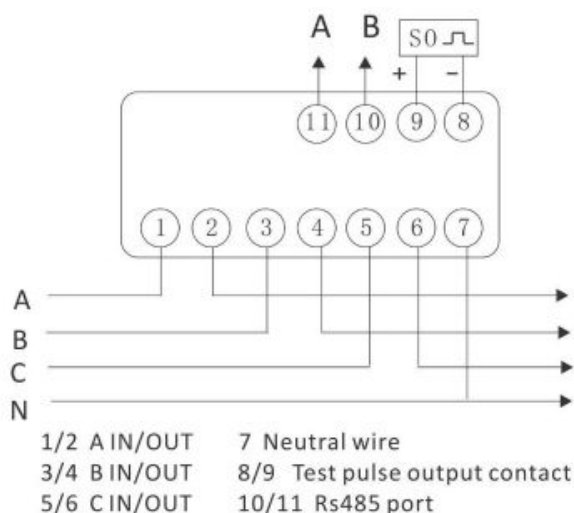 A B S0
+ -
11 10 9 8
1 2 3 4 5 6 7
A
B
C
N
1/2 A IN/OUT 7 Neutral wire
3/4 B IN/OUT 8/9 Test pulse output contact
5/6 C IN/OUT 10/11 Rs485 port